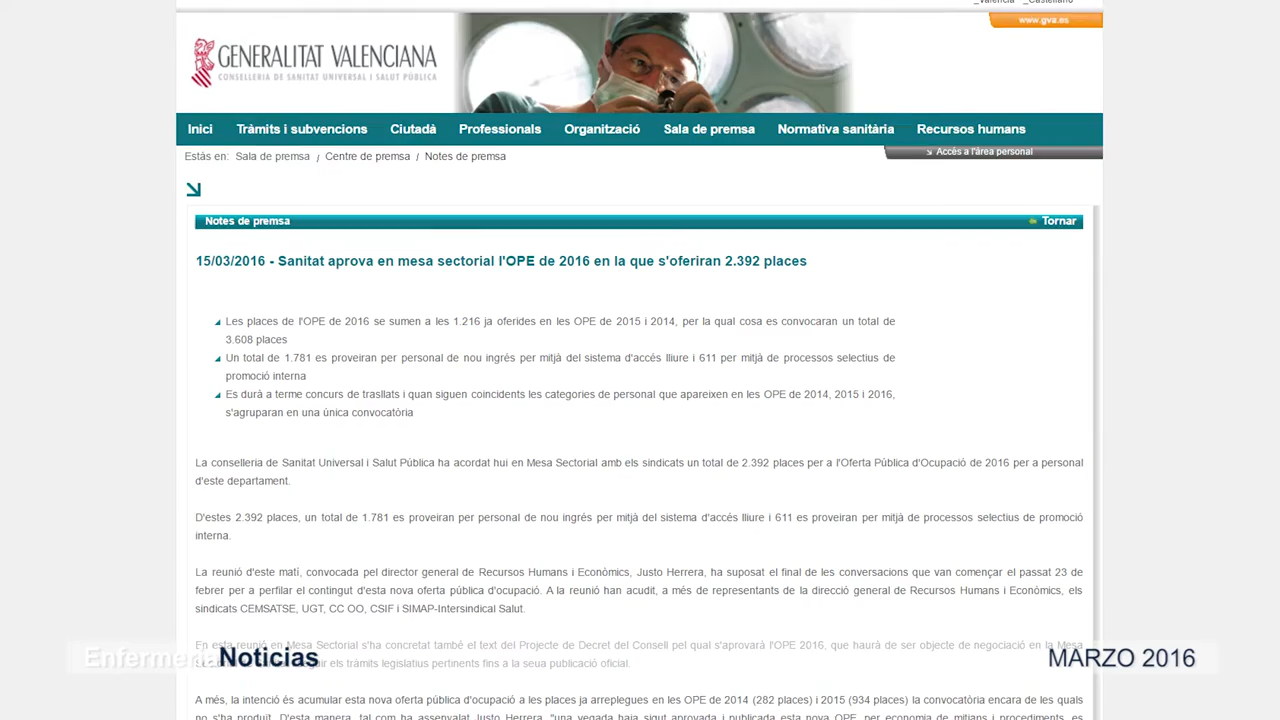 _Valencià _Castellano
www.gva.es
GENERALITAT VALENCIANA
CONSELLERIA DE SANITAT UNIVERSAL I SALUT PÚBLICA
Inici Tràmits i subvencions Ciutadà Professionals Organització Sala de premsa Normativa sanitària Recursos humans
Estàs en: Sala de premsa / Centre de premsa / Notes de premsa
Accés a l'àrea personal
Notes de premsa Tornar
15/03/2016 - Sanitat aprova en mesa sectorial l'OPE de 2016 en la que s'oferiran 2.392 places
Les places de l'OPE de 2016 se sumen a les 1.216 ja oferides en les OPE de 2015 i 2014, per la qual cosa es convocaran un total de
3.608 places
Un total de 1.781 es proveiran per personal de nou ingrés per mitjà del sistema d'accés lliure i 611 per mitjà de processos selectius de
promoció interna
Es durà a terme concurs de trasllats i quan siguen coincidents les categories de personal que apareixen en les OPE de 2014, 2015 i 2016,
s'agruparan en una única convocatòria
La conselleria de Sanitat Universal i Salut Pública ha acordat hui en Mesa Sectorial amb els sindicats un total de 2.392 places per a l'Oferta Pública d'Ocupació de 2016 per a personal
d'este departament.
D'estes 2.392 places, un total de 1.781 es proveiran per personal de nou ingrés per mitjà del sistema d'accés lliure i 611 es proveiran per mitjà de processos selectius de promoció
interna.
La reunió d'este matí, convocada pel director general de Recursos Humans i Econòmics, Justo Herrera, ha suposat el final de les conversacions que van començar el passat 23 de
febrer per a perfilar el contingut d'esta nova oferta pública d'ocupació. A la reunió han acudit, a més de representants de la direcció general de Recursos Humans i Econòmics, els
sindicats CEMSATSE, UGT, CC OO, CSIF i SIMAP-Intersindical Salut.
En esta reunió en Mesa Sectorial s'ha concretat també el text del Projecte de Decret del Consell pel qual s'aprovarà l'OPE 2016, que haurà de ser objecte de negociació en la Mesa
els tràmits legislatius pertinents fins a la seua publicació oficial.
Noticias
MARZO 2016
A més, la intenció és acumular esta nova oferta pública d'ocupació a les places ja arreplegues en les OPE de 2014 (282 places) i 2015 (934 places) la convocatòria encara de les quals
no s'ha produït. D'esta manera, tal com ha assenyalat Justo Herrera, "una vegada haja sigut aprovada i publicada esta nova OPE, per economia de mitjans i procediments, es